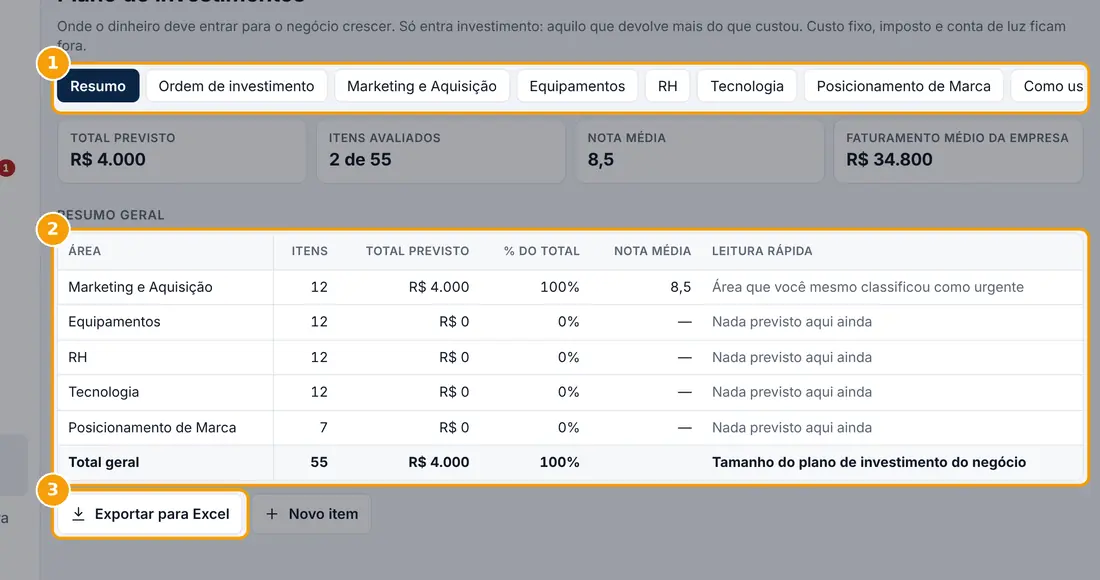 Plano de Investimentos
Onde o dinheiro deve entrar para o negócio crescer. Só entra investimento: aquilo que devolve mais do que custou. Custo fixo, imposto e conta de luz ficam
fora.
1
Resumo Ordem de investimento Marketing e Aquisição Equipamentos RH Tecnologia Posicionamento de Marca Como us
TOTAL PREVISTO ITENS AVALIADOS NOTA MÉDIA FATURAMENTO MÉDIO DA EMPRESA
R$ 4.000 2 de 55 8,5 R$ 34.800
1
RESUMO GERAL
2
ÁREA ITENS TOTAL PREVISTO % DO TOTAL NOTA MÉDIA LEITURA RÁPIDA
Marketing e Aquisição 12 R$ 4.000 100% 8,5 Área que você mesmo classificou como urgente
Equipamentos 12 R$ 0 0% — Nada previsto aqui ainda
RH 12 R$ 0 0% — Nada previsto aqui ainda
Tecnologia 12 R$ 0 0% — Nada previsto aqui ainda
Posicionamento de Marca 7 R$ 0 0% — Nada previsto aqui ainda
Total geral 55 R$ 4.000 100% Tamanho do plano de investimento do negócio
3
Exportar para Excel + Novo item
ra